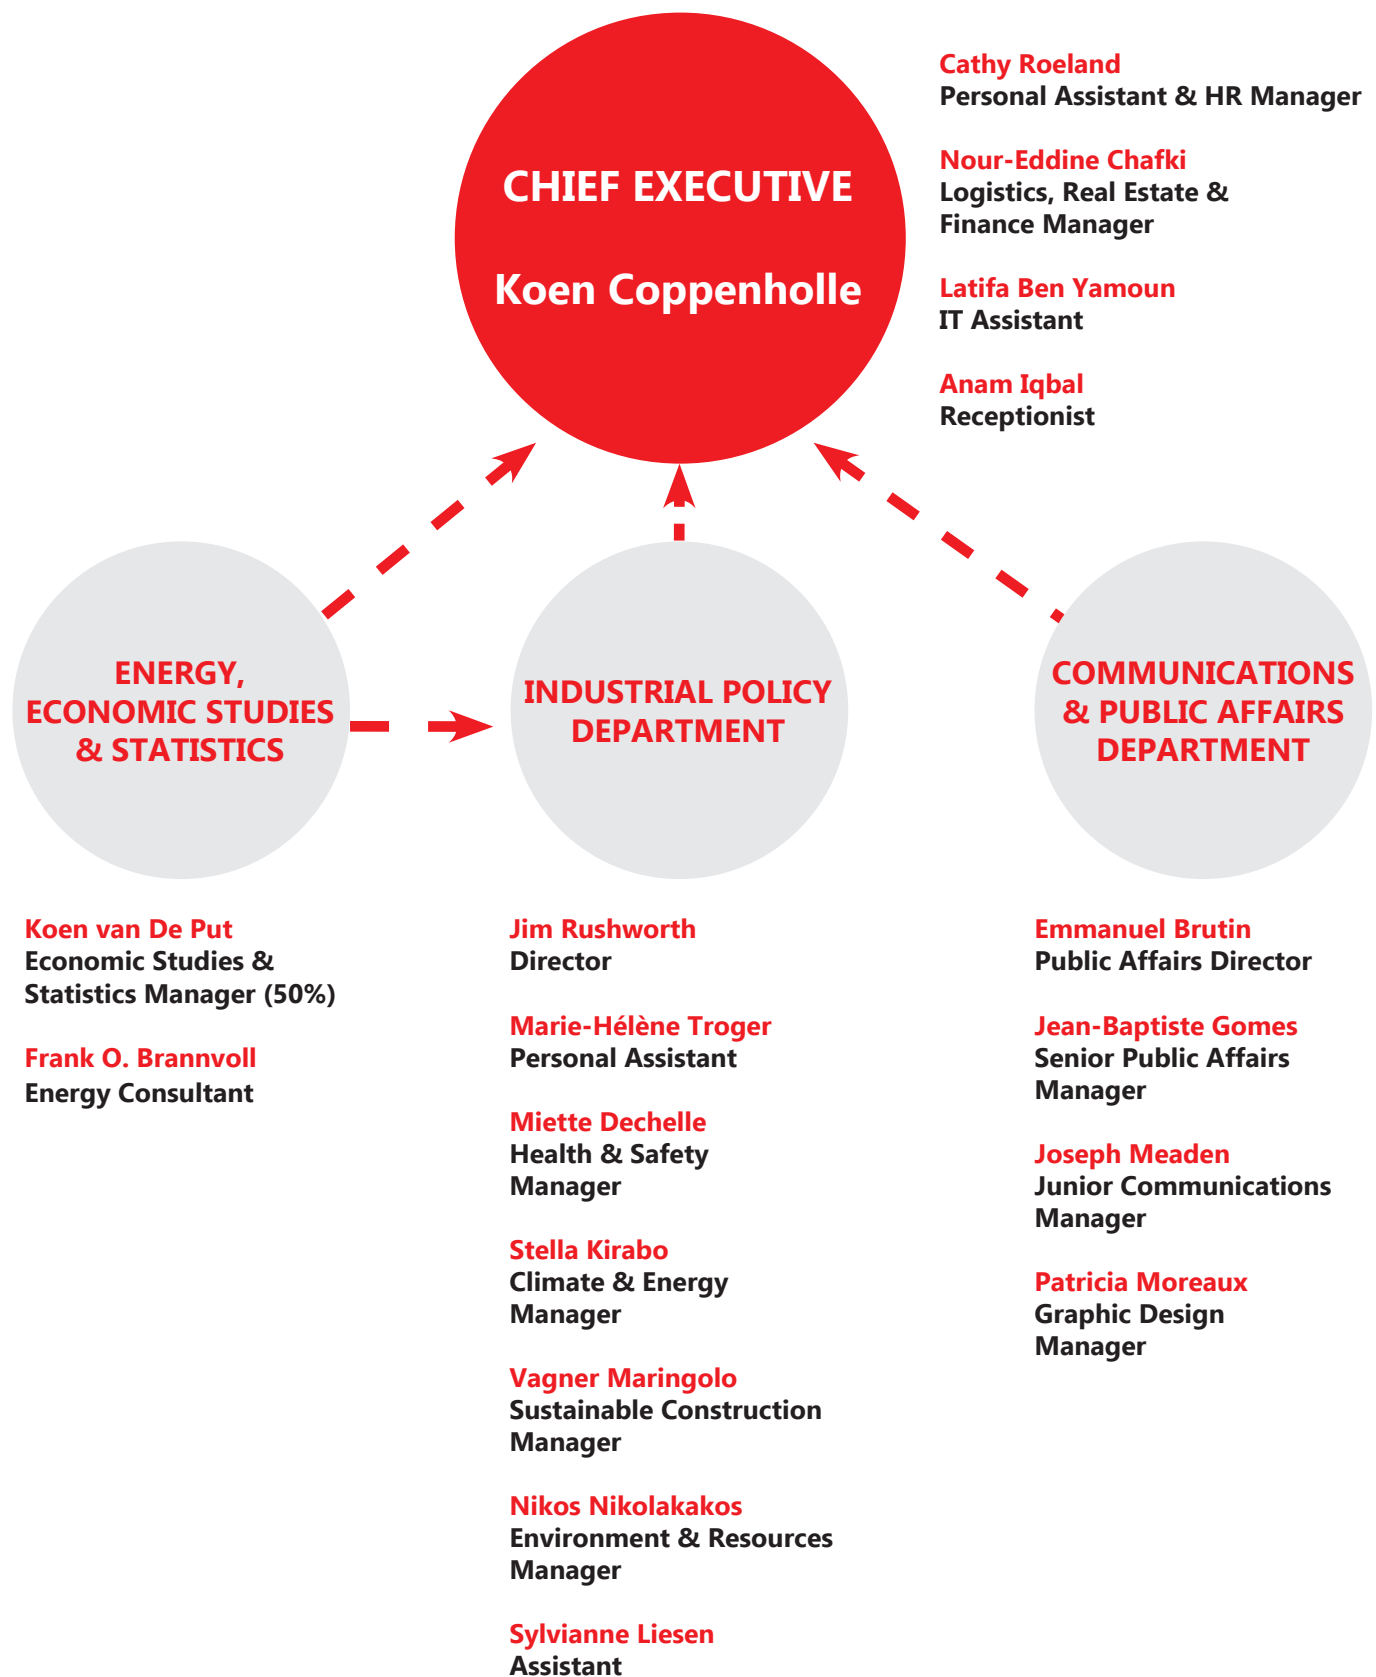 CHIEF EXECUTIVE
Koen Coppenholle
Cathy Roeland
Personal Assistant & HR Manager
Nour-Eddine Chafki
Logistics, Real Estate &
Finance Manager
Latifa Ben Yamoun
IT Assistant
Anam Iqbal
Receptionist
ENERGY,
ECONOMIC STUDIES
& STATISTICS
Koen van De Put
Economic Studies &
Statistics Manager (50%)
Frank O. Brannvoll
Energy Consultant
INDUSTRIAL POLICY
DEPARTMENT
Jim Rushworth
Director
Marie-Hélène Troger
Personal Assistant
Miette Dechelle
Health & Safety
Manager
Stella Kirabo
Climate & Energy
Manager
Vagner Maringolo
Sustainable Construction
Manager
Nikos Nikolakakos
Environment & Resources
Manager
Sylvianne Liesen
Assistant
COMMUNICATIONS
& PUBLIC AFFAIRS
DEPARTMENT
Emmanuel Brutin
Public Affairs Director
Jean-Baptiste Gomes
Senior Public Affairs
Manager
Joseph Meaden
Junior Communications
Manager
Patricia Moreaux
Graphic Design
Manager